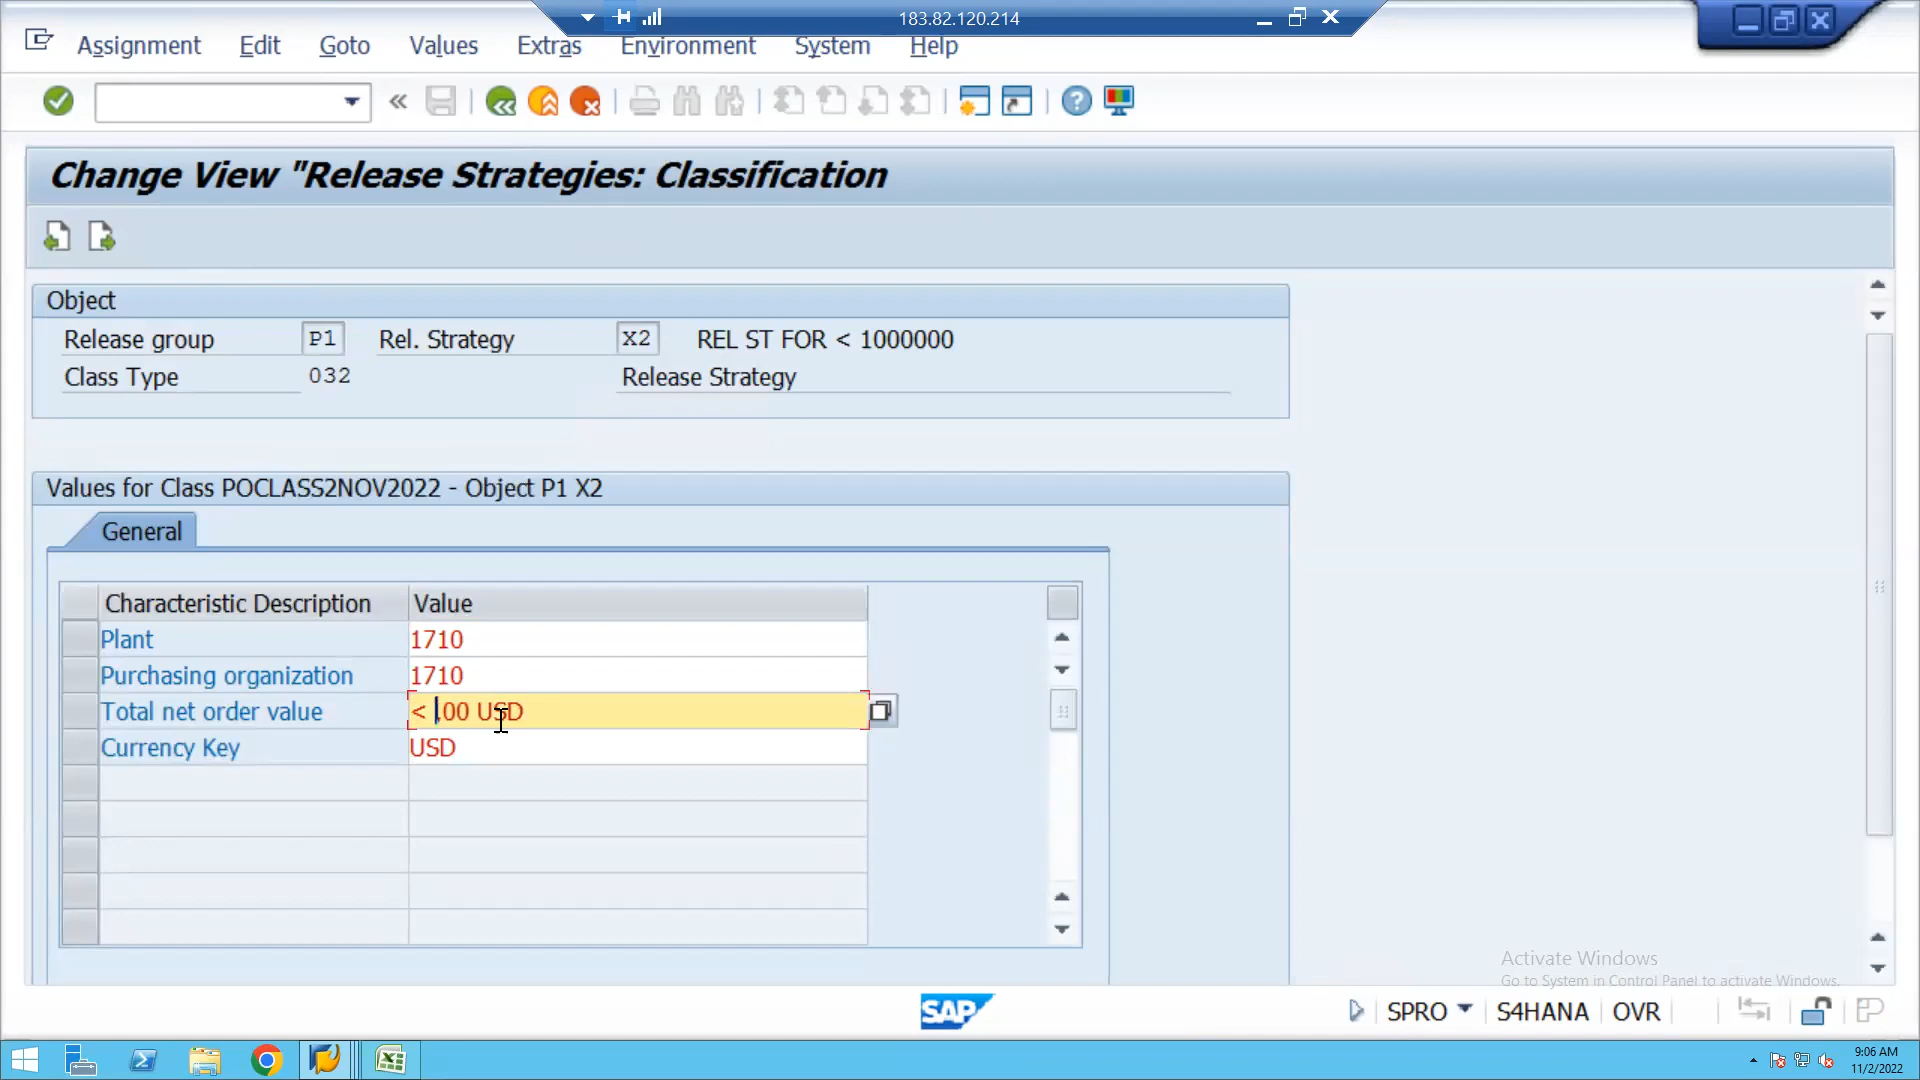 183.82.120.214
Assignment Edit Goto Values Extras Environment System Help
Change View "Release Strategies: Classification
Object
Release group P1 Rel. Strategy X2 REL ST FOR < 1000000
Class Type 032 Release Strategy
Values for Class POCLASS2NOV2022 - Object P1 X2
General
Characteristic Description Value
Plant 1710
Purchasing organization 1710
Total net order value < .00 USD
Currency Key USD
Activate Windows
Go to System in Control Panel to activate Windows.
SAP SPRO S4HANA OVR
9:06 AM
11/2/2022